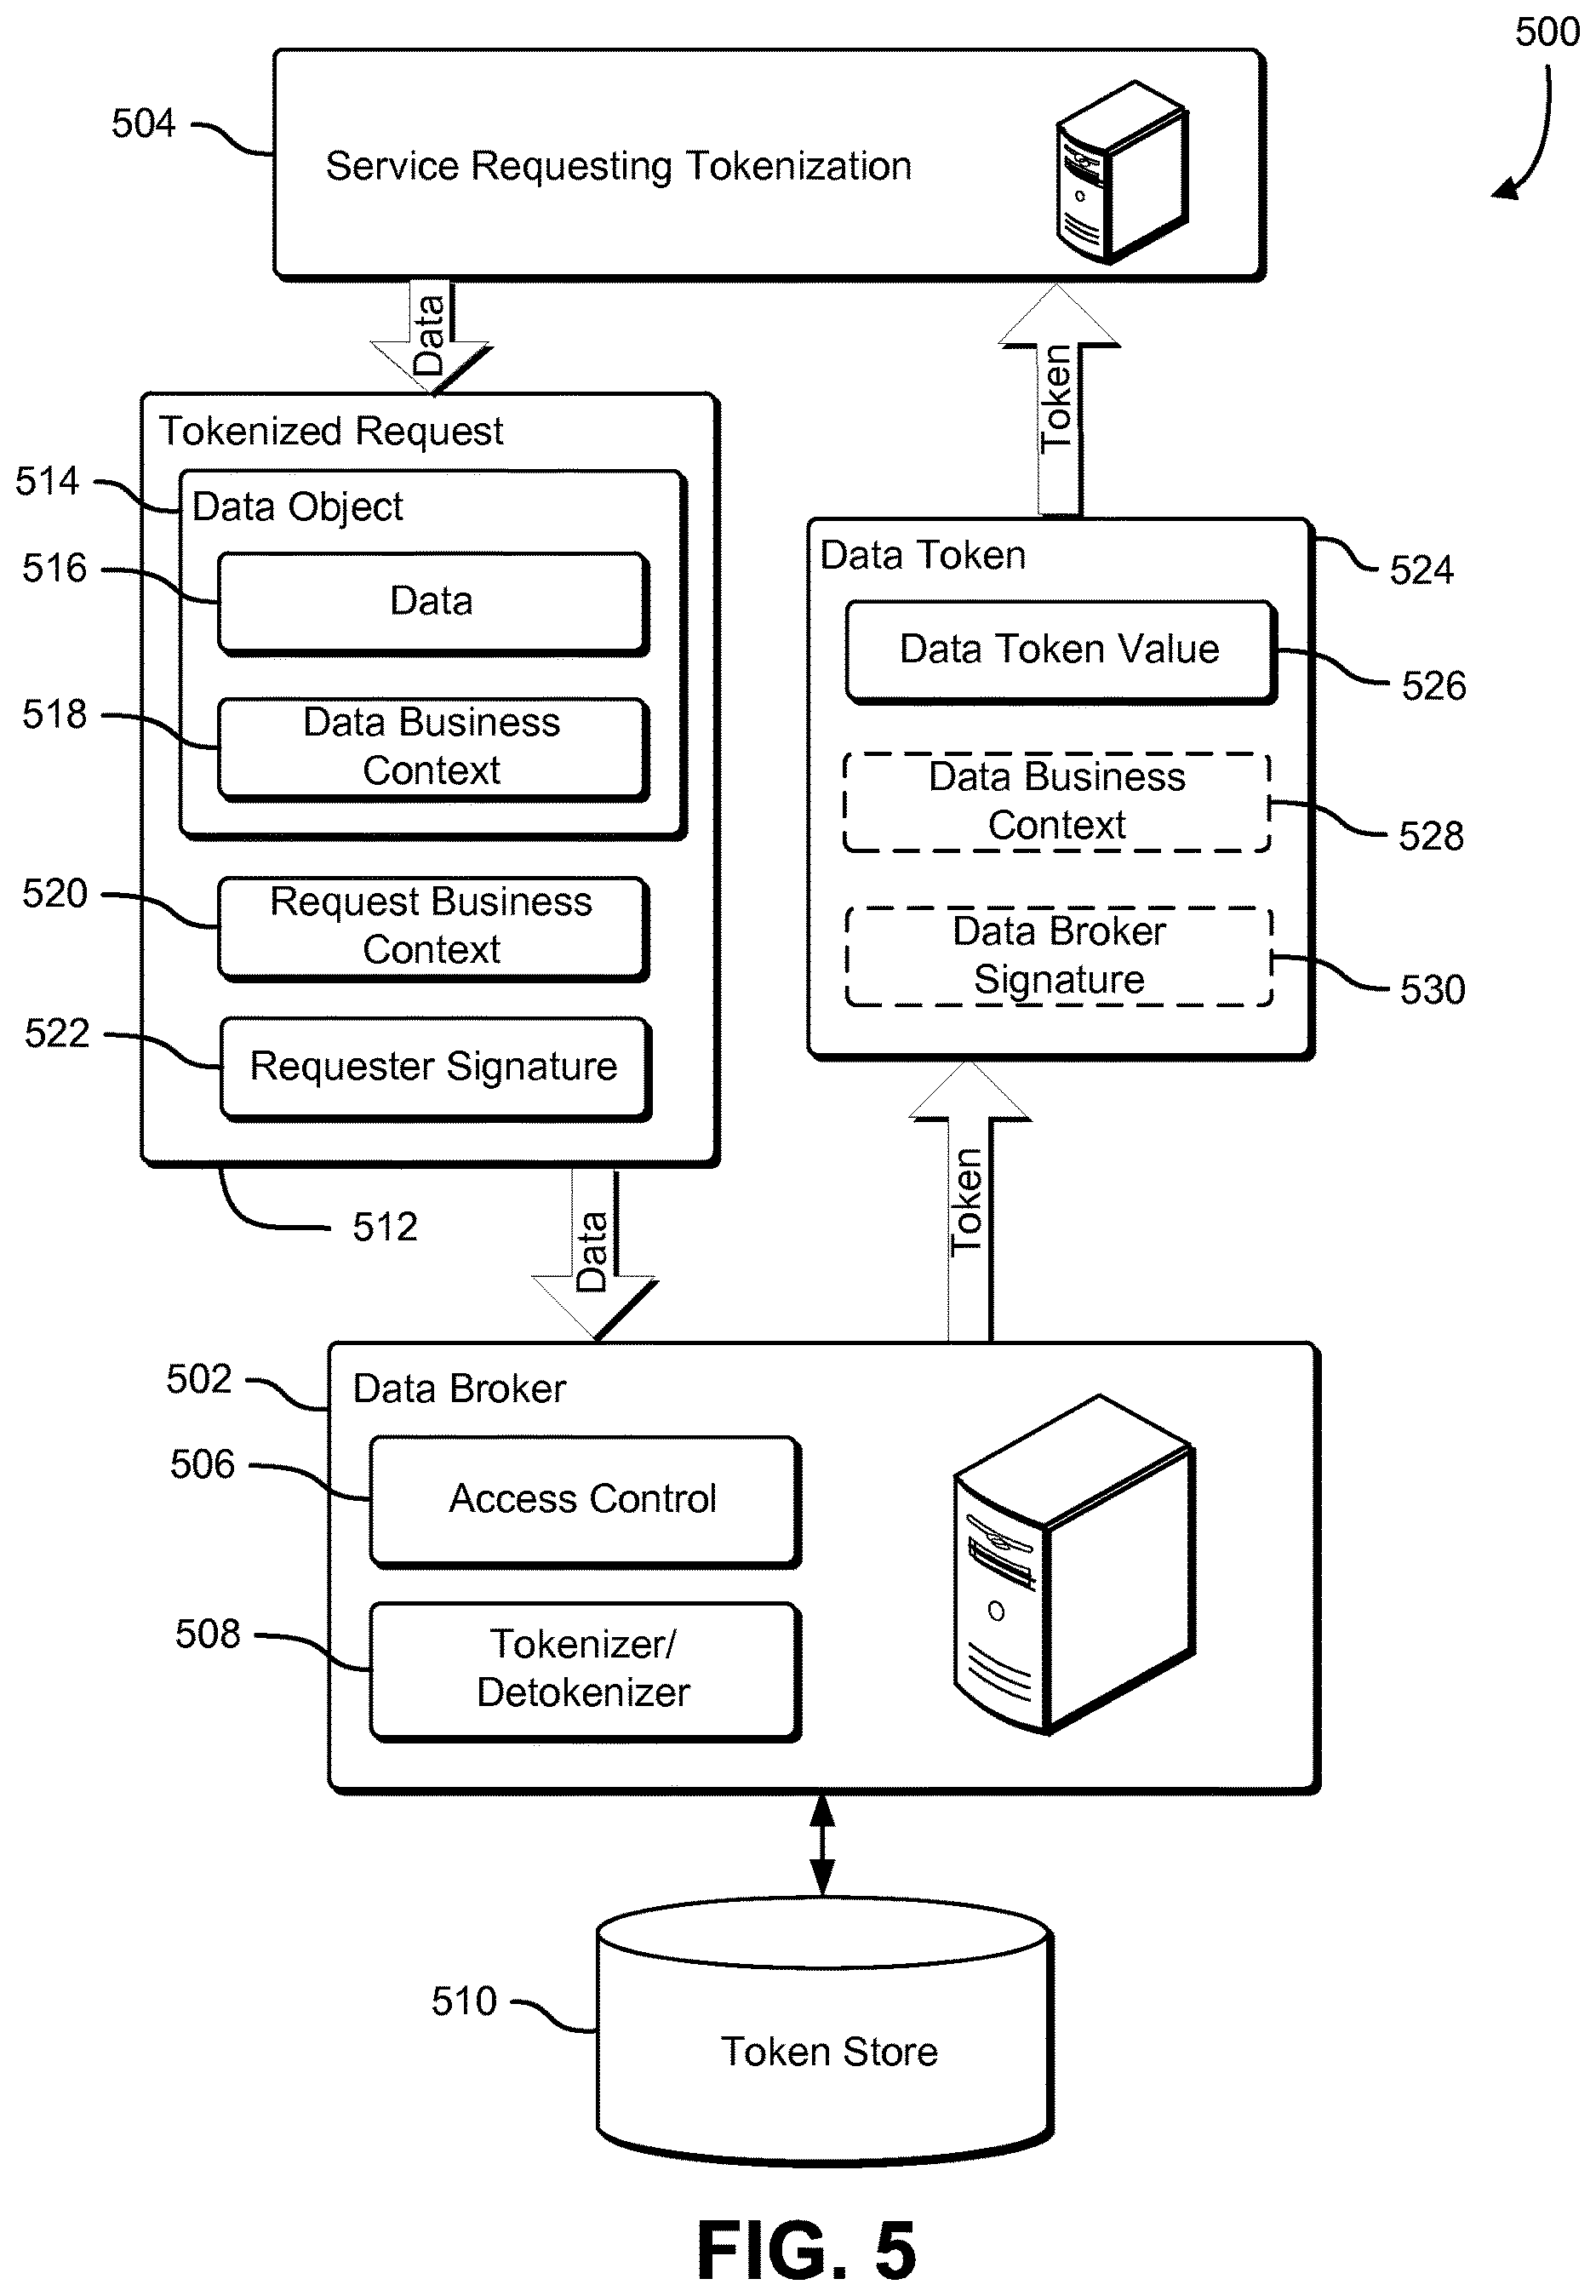 500
504
Service Requesting Tokenization
Data
Token
Tokenized Request
514
Data Object
516
Data
518
Data Business
Context
520
Request Business
Context
522
Requester Signature
512
Data
Data Token
524
Data Token Value
526
Data Business
Context
528
Data Broker
Signature
530
Token
502
Data Broker
506
Access Control
508
Tokenizer/
Detokenizer
510
Token Store
FIG. 5